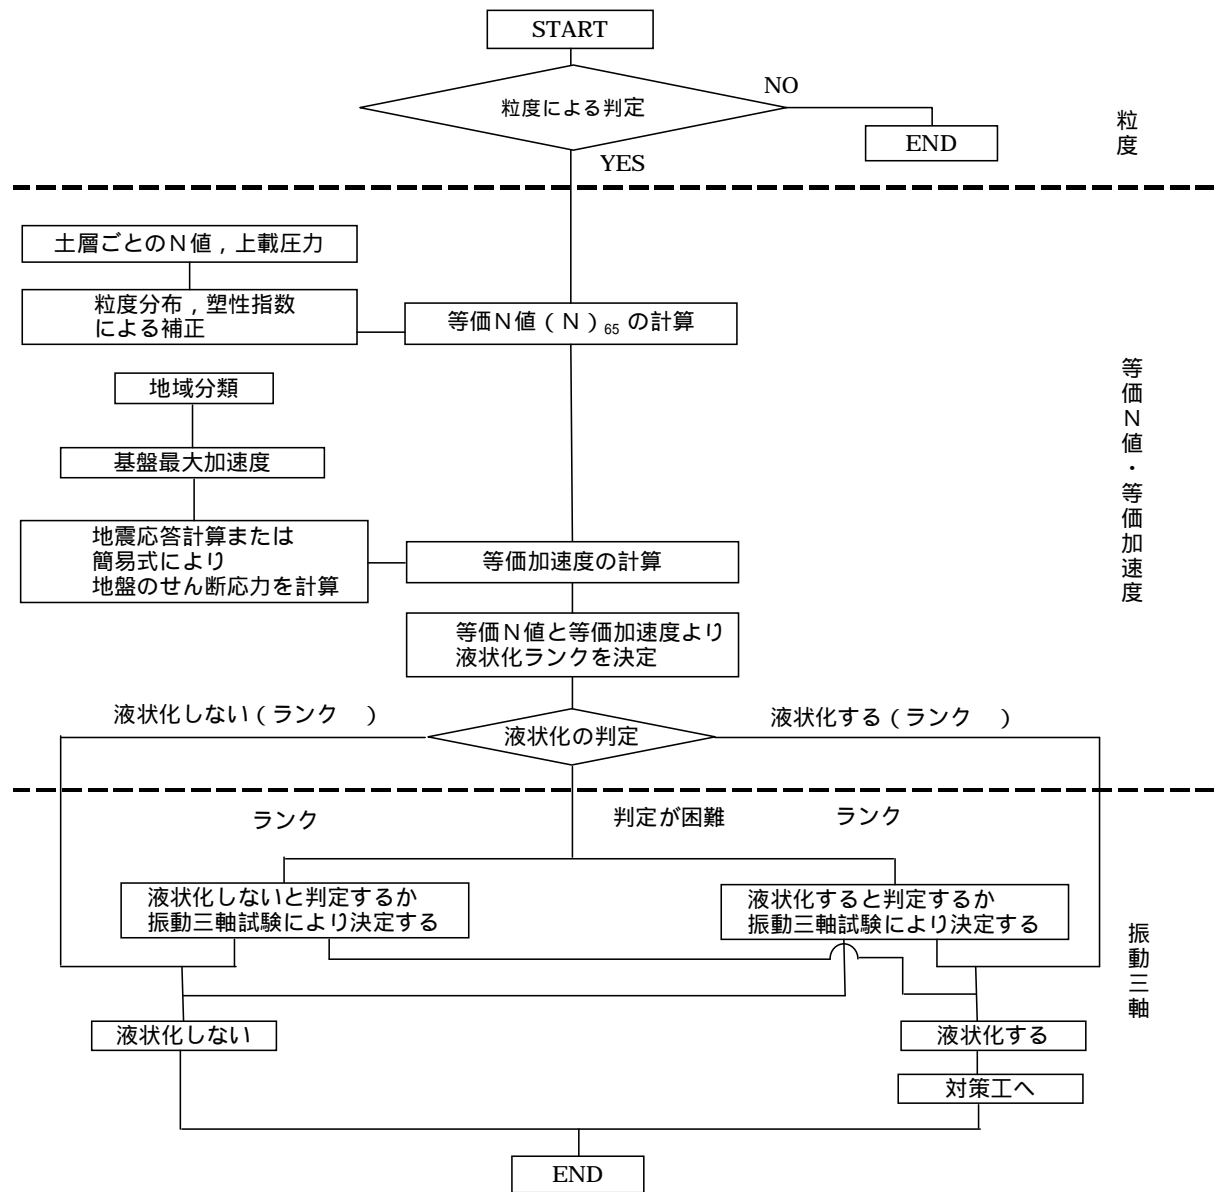 START
粒度による判定
NO
END
YES
粒度
土層ごとのN値,上載圧力
粒度分布,塑性指数
による補正
等価N値(N)65 の計算
地域分類
基盤最大加速度
地震応答計算または
簡易式により
地盤のせん断応力を計算
等価加速度の計算
等価N値・等価加速度
等価N値と等価加速度より
液状化ランクを決定
液状化しない(ランク )
液状化の判定
液状化する(ランク )
ランク
判定が困難
ランク
液状化しないと判定するか
振動三軸試験により決定する
液状化すると判定するか
振動三軸試験により決定する
振動三軸
液状化しない
液状化する
対策工へ
END